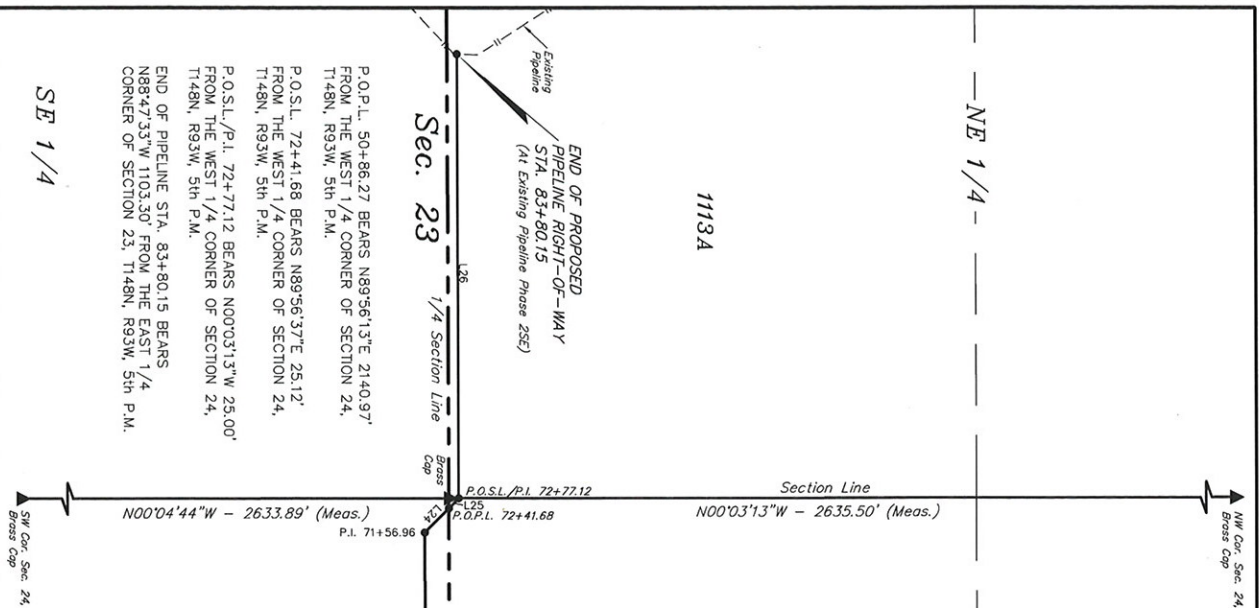 NE 1/4
1113A
Existing
Pipeline
END OF PROPOSED
PIPELINE RIGHT-OF-WAY
STA. 83+80.15
(At Existing Pipeline Phase 2SE)
L26
Sec. 23
1/4 Section Line
Brass
Cap
P.O.P.L. 50+86.27 BEARS N89°56'13"E 2140.97'
FROM THE WEST 1/4 CORNER OF SECTION 24,
T148N, R93W, 5th P.M.
P.O.S.L. 72+41.68 BEARS N89°56'37"E 25.12'
FROM THE WEST 1/4 CORNER OF SECTION 24,
T148N, R93W, 5th P.M.
P.O.S.L./P.I. 72+77.12 BEARS N00°03'13"W 25.00'
FROM THE WEST 1/4 CORNER OF SECTION 24,
T148N, R93W, 5th P.M.
END OF PIPELINE STA. 83+80.15 BEARS
N88°47'33"W 1103.30' FROM THE EAST 1/4
CORNER OF SECTION 23, T148N, R93W, 5th P.M.
SE 1/4
NW Cor. Sec. 24,
Brass Cap
Section Line
N00°03'13"W - 2635.50' (Meas.)
P.O.S.L./P.I. 72+77.12
L25
P.O.P.L. 72+41.68
L24
P.I. 71+56.96
N00°04'44"W - 2633.89' (Meas.)
SW Cor. Sec. 24,
Brass Cap